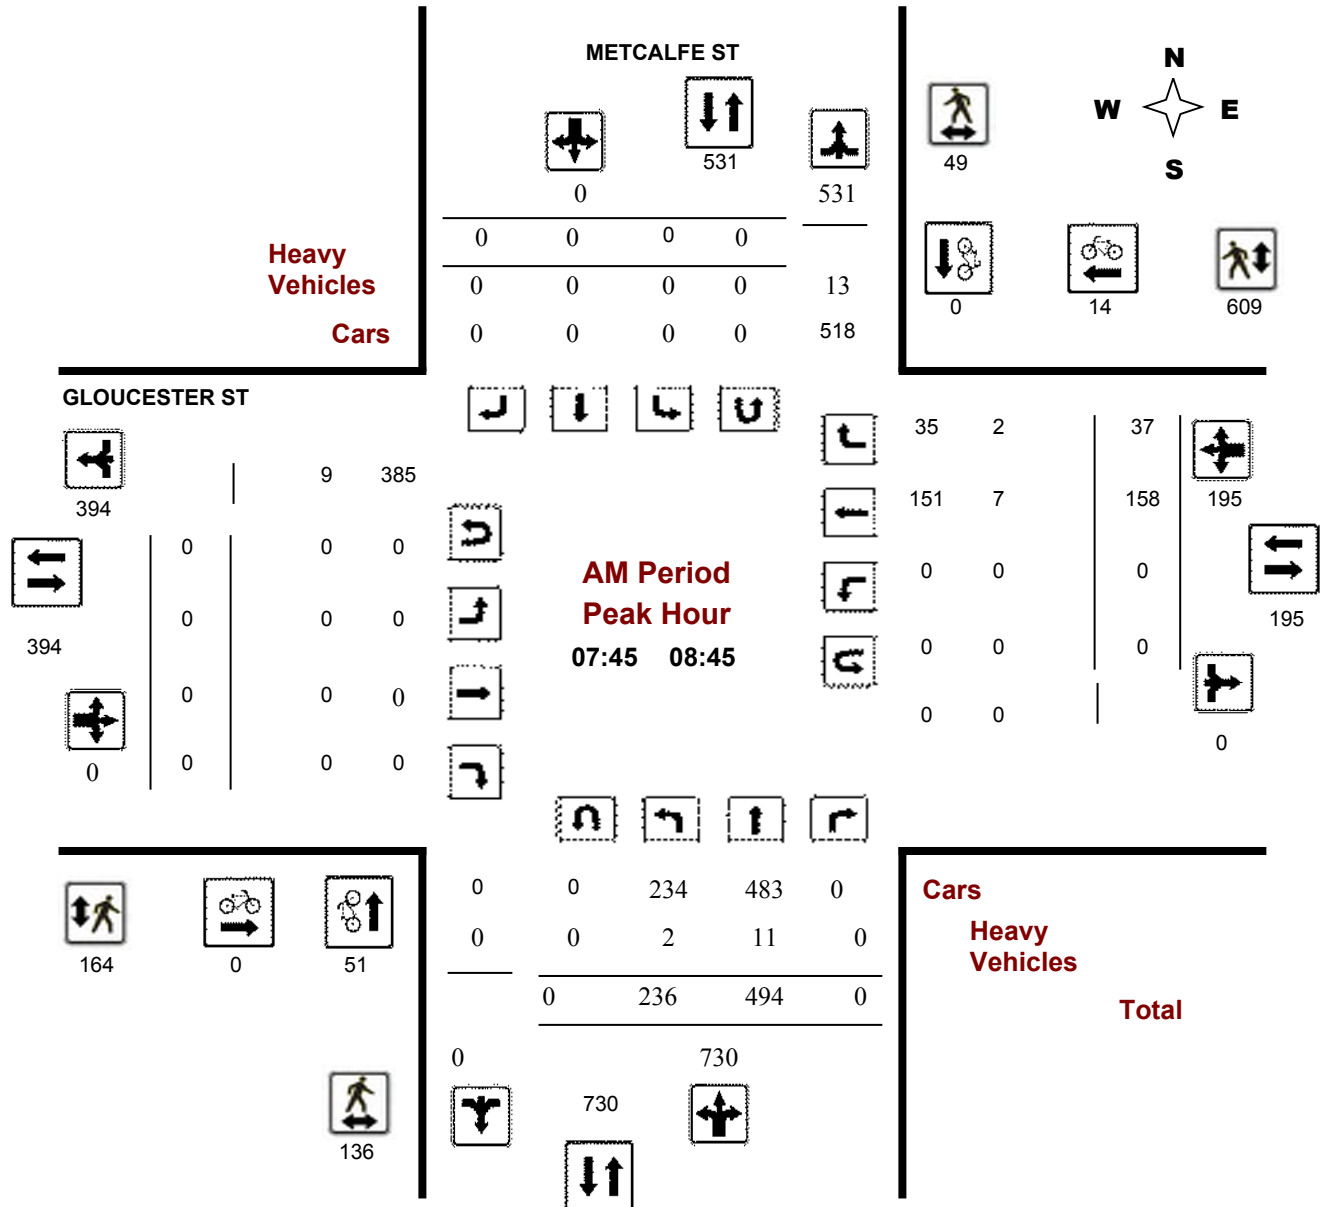 METCALFE ST
N
W E
S
531
49
0 531
0 0 0 0
Heavy
Vehicles
0 0 0 0 13
Cars
0 0 0 0 518
0 14 609
GLOUCESTER ST
394
9 385
0 0 0
0 0 0
394
0 0 0
0
0 0 0
AM Period
Peak Hour
07:45 08:45
35 2 37
151 7 158 195
0 0 0
195
0 0 0
0 0
0
0 0 234 483 0
0 0 2 11 0
0 236 494 0
Cars
Heavy
Vehicles
Total
164 0 51
0 730
730
136